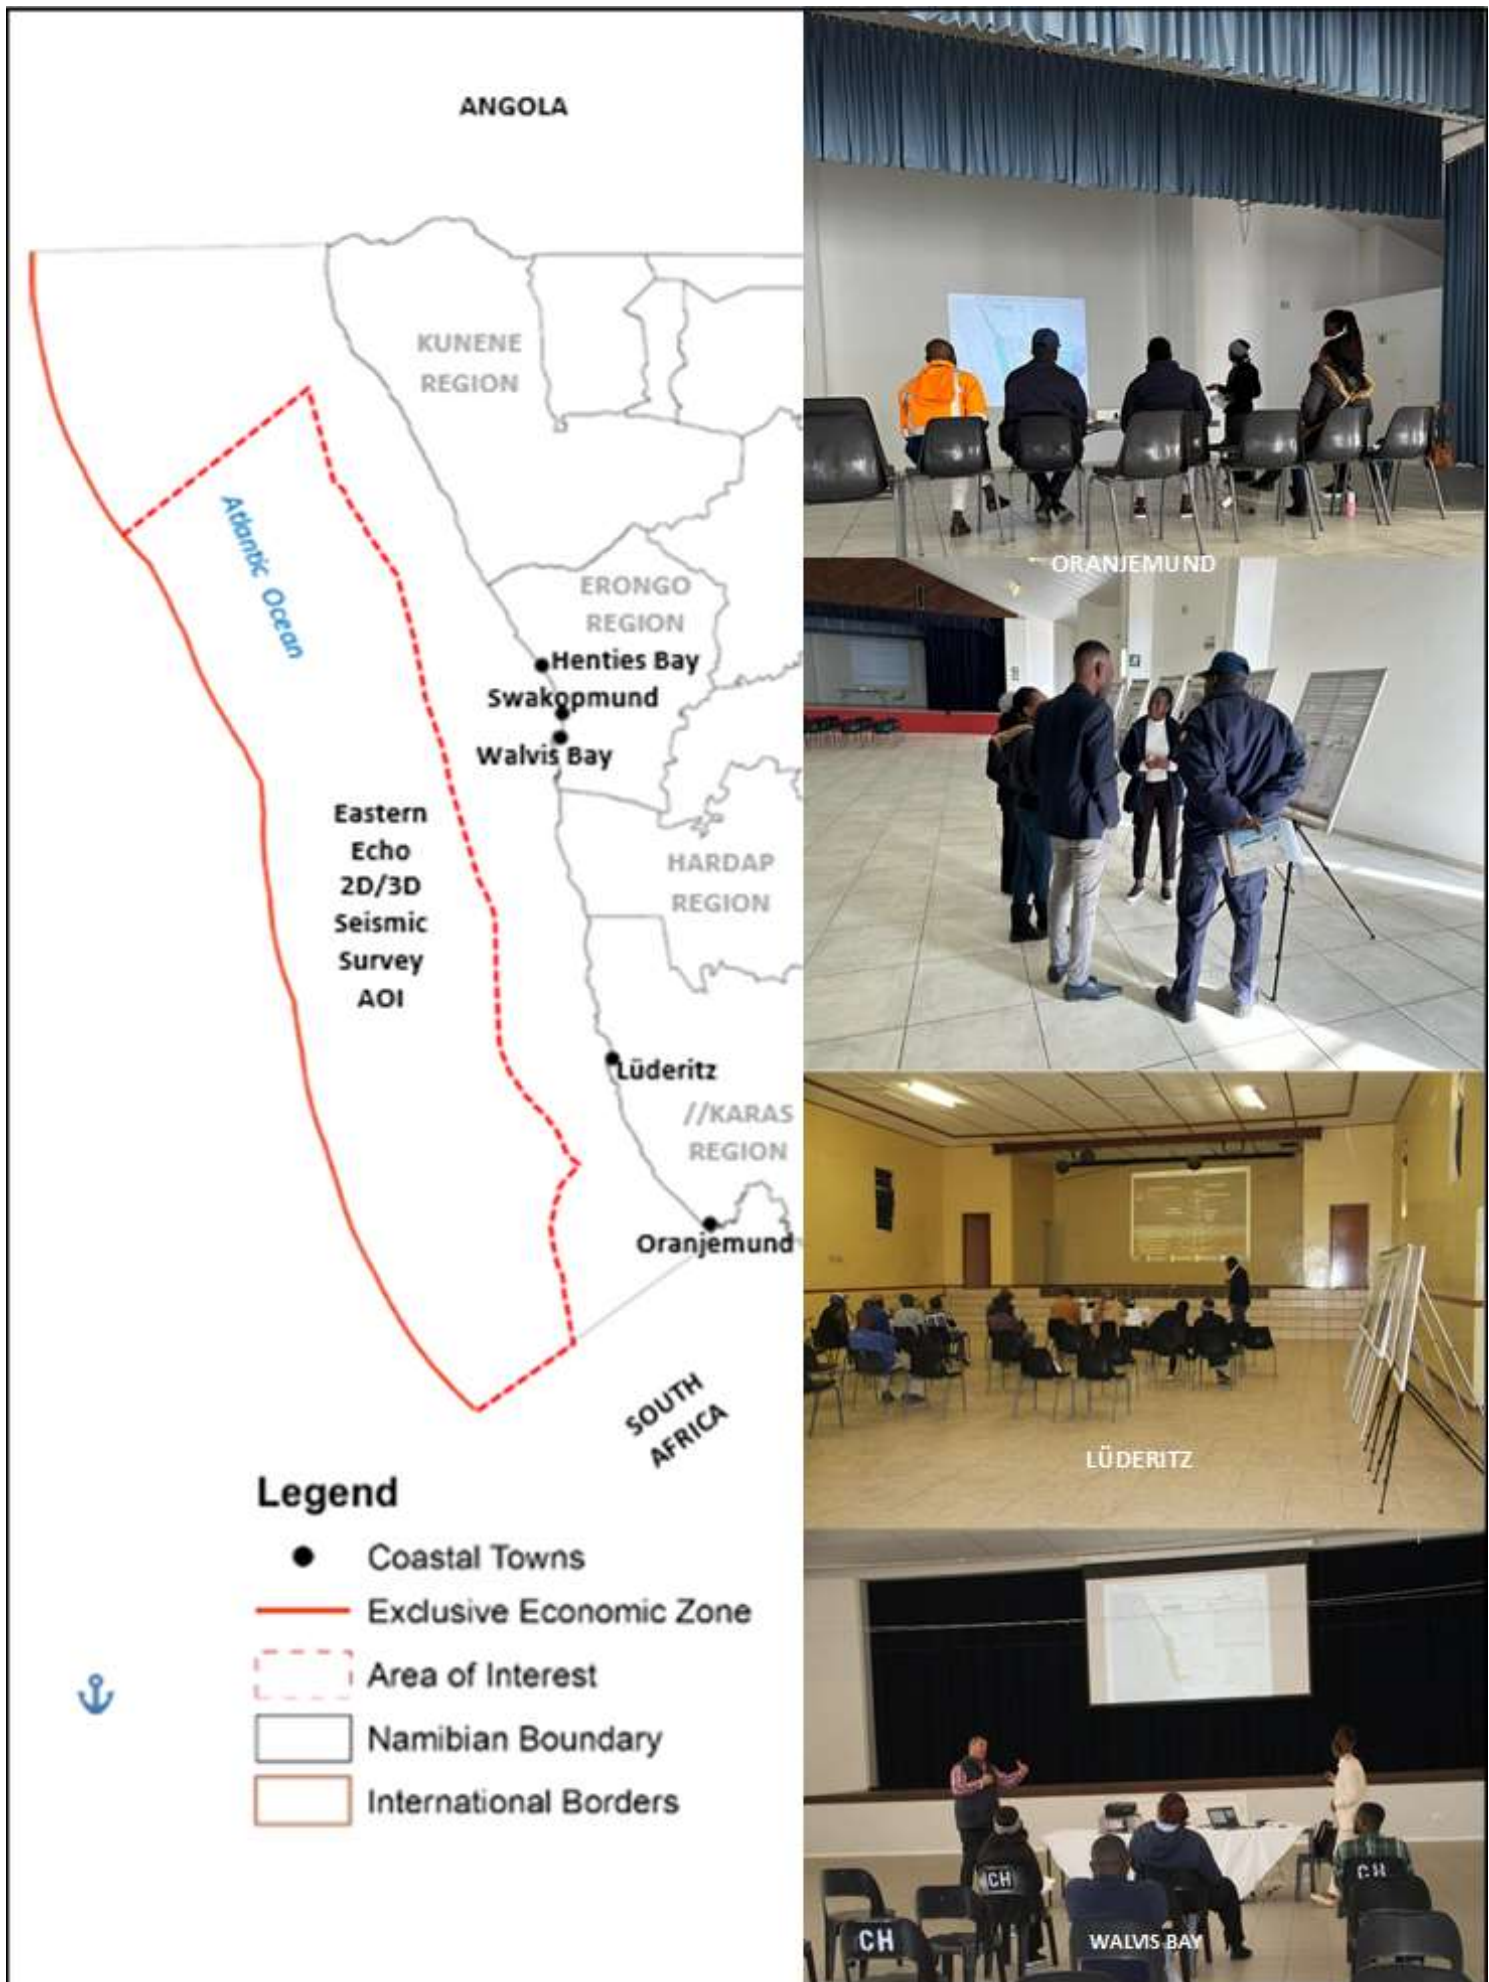 ANGOLA
KUNENE
REGION
Atlantic Ocean
ERONGO
REGION
Henties Bay
Swakopmund
Walvis Bay
Eastern
Echo
2D/3D
Seismic
Survey
AOI
HARDAP
REGION
Lüderitz
//KARAS
REGION
Oranjemund
SOUTH
AFRICA
Legend
Coastal Towns
Exclusive Economic Zone
Area of Interest
Namibian Boundary
International Borders
ORANJEMUND
LÜDERITZ
CH
CH
CH
WALVIS BAY